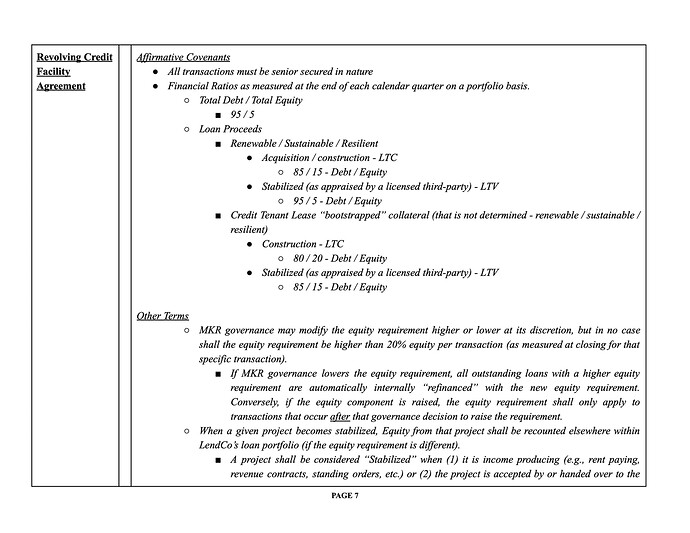 Revolving Credit
Facility
Agreement
Affirmative Covenants
● All transactions must be senior secured in nature
● Financial Ratios as measured at the end of each calendar quarter on a portfolio basis.
○ Total Debt / Total Equity
■ 95 / 5
○ Loan Proceeds
■ Renewable / Sustainable / Resilient
● Acquisition / construction - LTC
○ 85 / 15 - Debt / Equity
● Stabilized (as appraised by a licensed third-party) - LTV
○ 95 / 5 - Debt / Equity
■ Credit Tenant Lease “bootstrapped” collateral (that is not determined - renewable / sustainable /
resilient)
● Construction - LTC
○ 80 / 20 - Debt / Equity
● Stabilized (as appraised by a licensed third-party) - LTV
○ 85 / 15 - Debt / Equity
Other Terms
○ MKR governance may modify the equity requirement higher or lower at its discretion, but in no case
shall the equity requirement be higher than 20% equity per transaction (as measured at closing for that
specific transaction).
■ If MKR governance lowers the equity requirement, all outstanding loans with a higher equity
requirement are automatically internally “refinanced” with the new equity requirement.
Conversely, if the equity component is raised, the equity requirement shall only apply to
transactions that occur after that governance decision to raise the requirement.
○ When a given project becomes stabilized, Equity from that project shall be recounted elsewhere within
LendCo’s loan portfolio (if the equity requirement is different).
■ A project shall be considered “Stabilized” when (1) it is income producing (e.g., rent paying,
revenue contracts, standing orders, etc.) or (2) the project is accepted by or handed over to the
PAGE 7